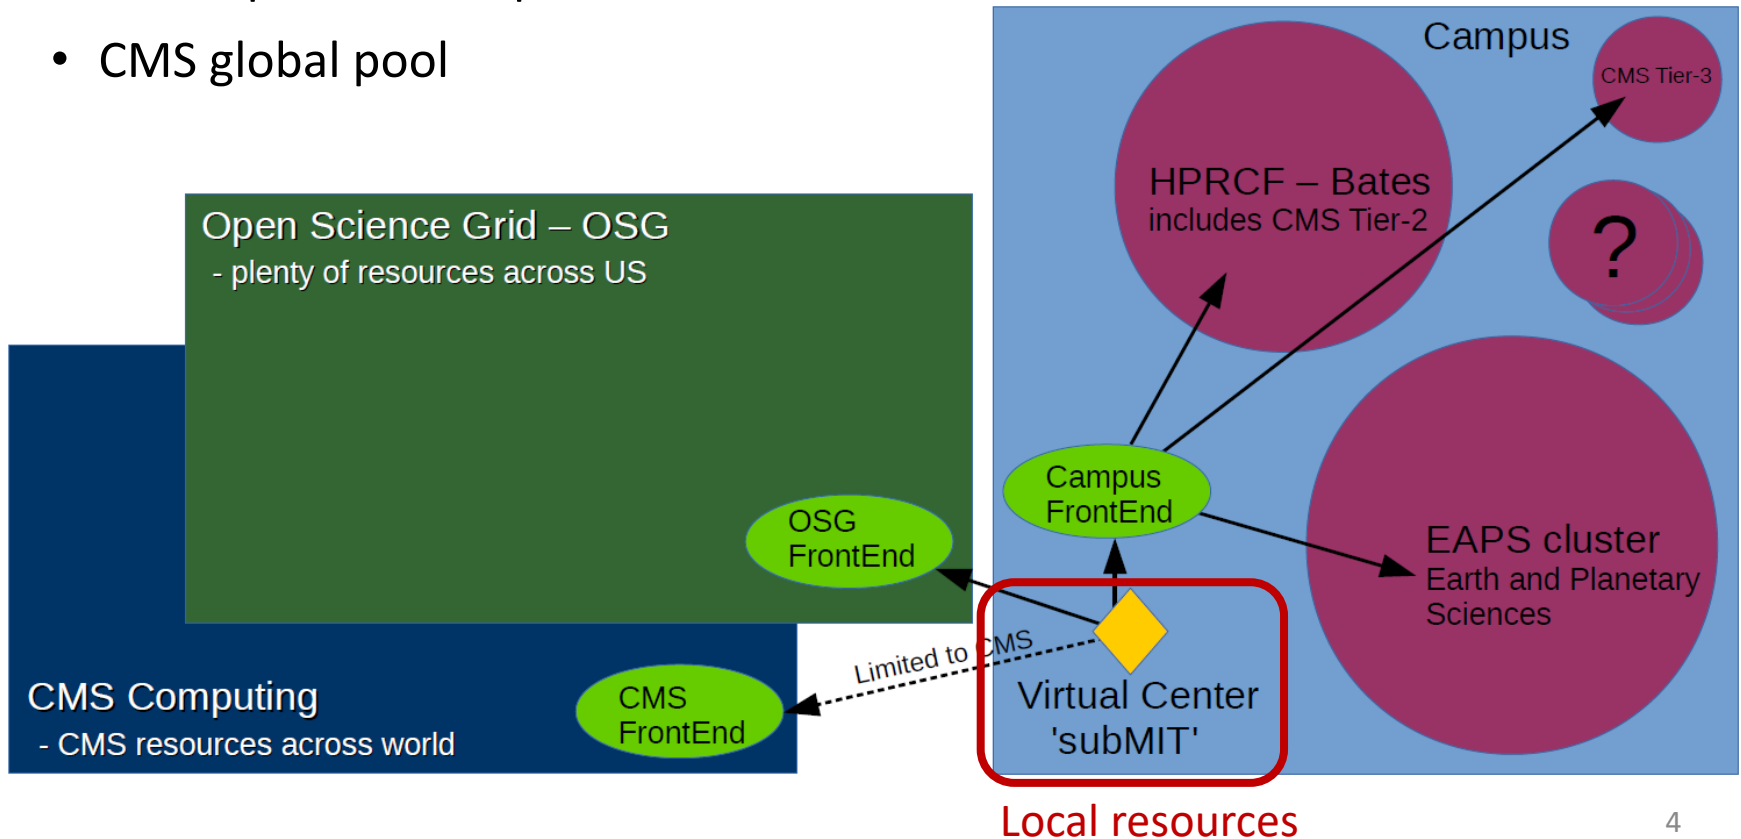 • CMS global pool
Campus
CMS Tier-3
HPRCF – Bates
includes CMS Tier-2
?
Open Science Grid – OSG
- plenty of resources across US
Campus
FrontEnd
OSG
FrontEnd
EAPS cluster
Earth and Planetary
Sciences
Limited to CMS
CMS Computing
- CMS resources across world
CMS
FrontEnd
Virtual Center
'subMIT'
Local resources
4